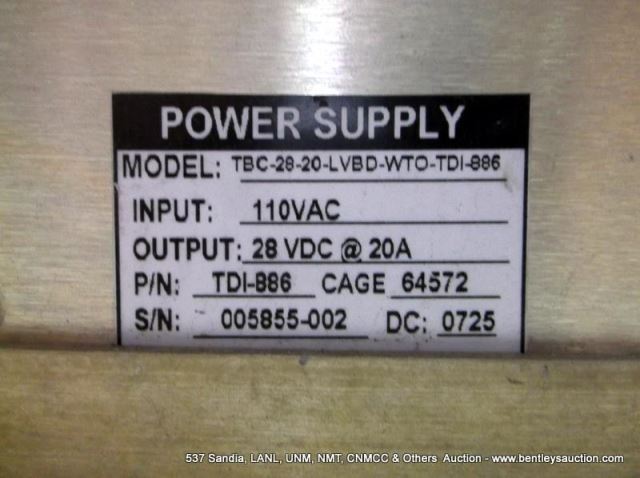 POWER SUPPLY
MODEL: TBC-28-20-LVBD-WTO-TDI-886
INPUT: 110VAC
OUTPUT: 28 VDC @ 20A
P/N: TDI-886 CAGE 64572
S/N: 005855-002 DC: 0725
537 Sandia, LANL, UNM, NMT, CNMCC & Others Auction - www.bentleysauction.com